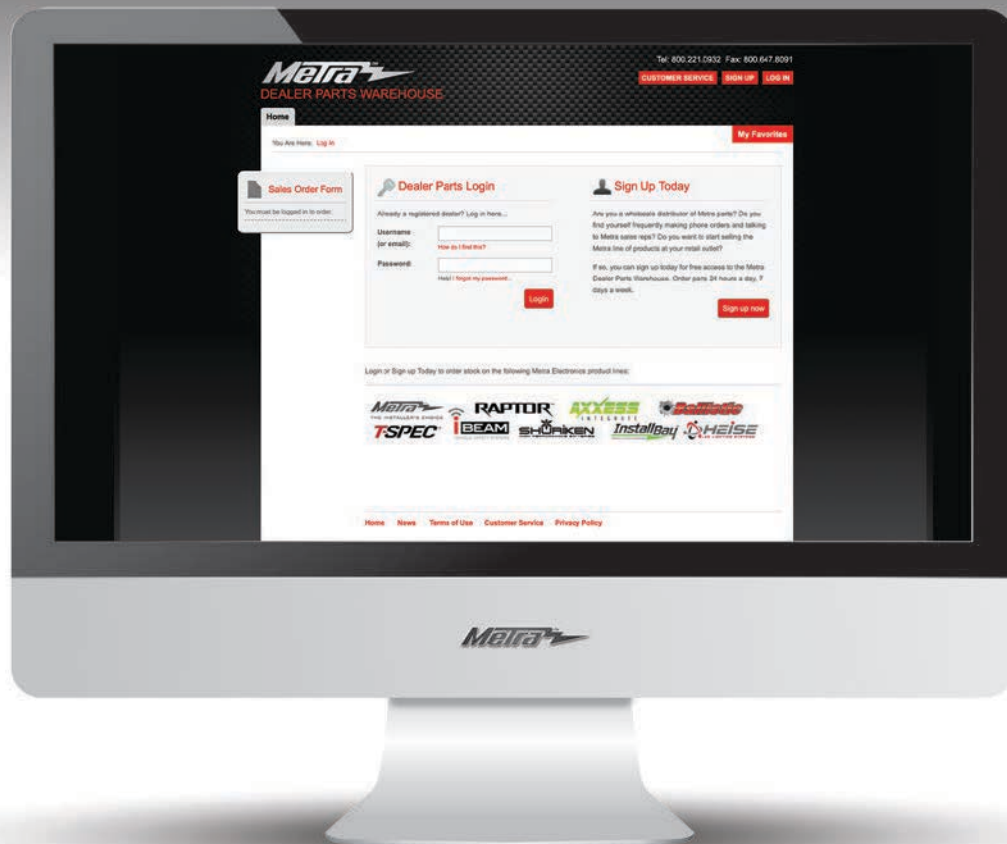 Metra
DEALER PARTS WAREHOUSE
Tel: 800.221.0932 Fax: 800.647.8091
CUSTOMER SERVICE SIGN UP LOG IN
Home
My Favorites
You Are Here: Log in
Sales Order Form
You must be logged in to order.
Dealer Parts Login
Already a registered dealer? Log in here...
Username
(or email):
How do I find this?
Password:
Help! I forgot my password...
Login
Sign Up Today
Are you a wholesale distributor of Metra parts? Do you
find yourself frequently making phone orders and talking
to Metra sales reps? Do you want to start selling the
Metra line of products at your retail outlet?
If so, you can sign up today for free access to the Metra
Dealer Parts Warehouse. Order parts 24 hours a day, 7
days a week.
Sign up now
Login or Sign up Today to order stock on the following Metra Electronics product lines:
Metra RAPTOR AXXESS Ballistic
THE INSTALLER'S CHOICE INTEGRATE
T-SPEC iBEAM SHURIKEN InstallBay HEISE
LED LIGHTING SYSTEMS
Home News Terms of Use Customer Service Privacy Policy
Metra